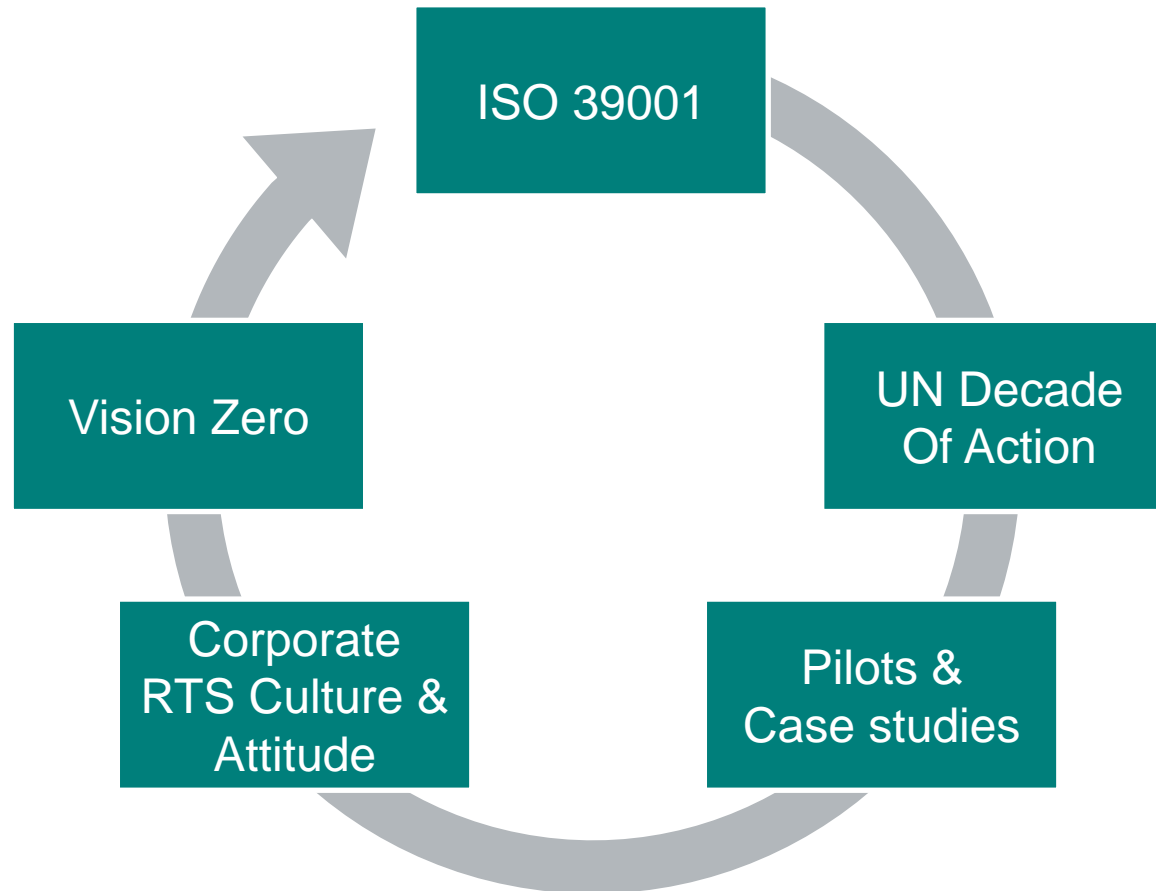 ISO 39001
UN Decade
Of Action
Pilots &
Case studies
Corporate
RTS Culture &
Attitude
Vision Zero